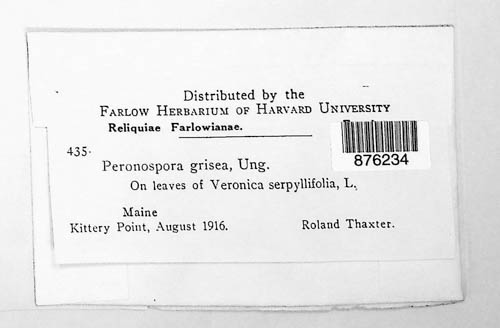 Distributed by the
FARLOW HERBARIUM OF HARVARD UNIVERSITY
Reliquiae Farlowianae.
876234
435.
Peronospora grisea, Ung.
On leaves of Veronica serpyllifolia, L.
Maine
Kittery Point, August 1916. Roland Thaxter.